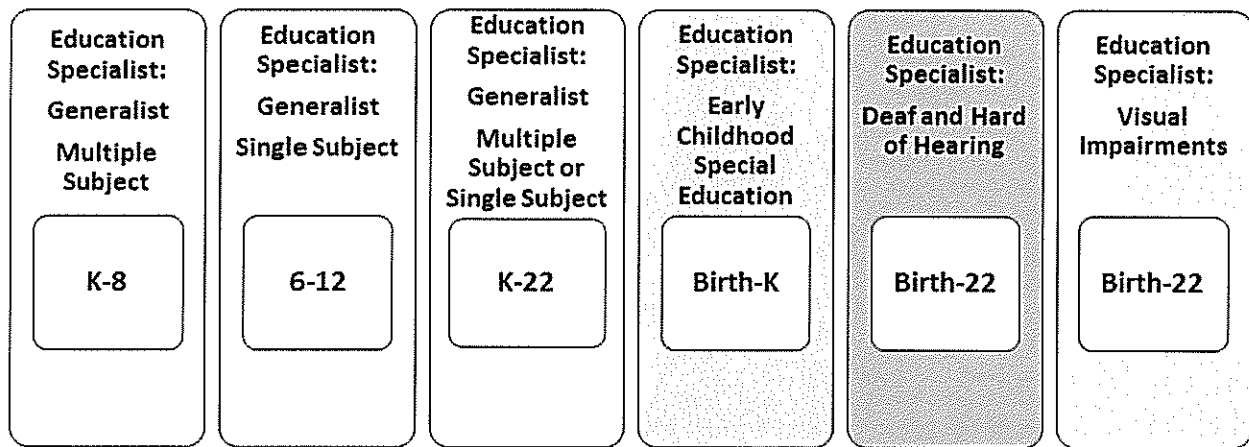 Education
Specialist:
Generalist
Multiple
Subject
K-8
Education
Specialist:
Generalist
Single Subject
6-12
Education
Specialist:
Generalist
Multiple
Subject or
Single Subject
K-22
Education
Specialist:
Early
Childhood
Special
Education
Birth-K
Education
Specialist:
Deaf and Hard
of Hearing
Birth-22
Education
Specialist:
Visual
Impairments
Birth-22